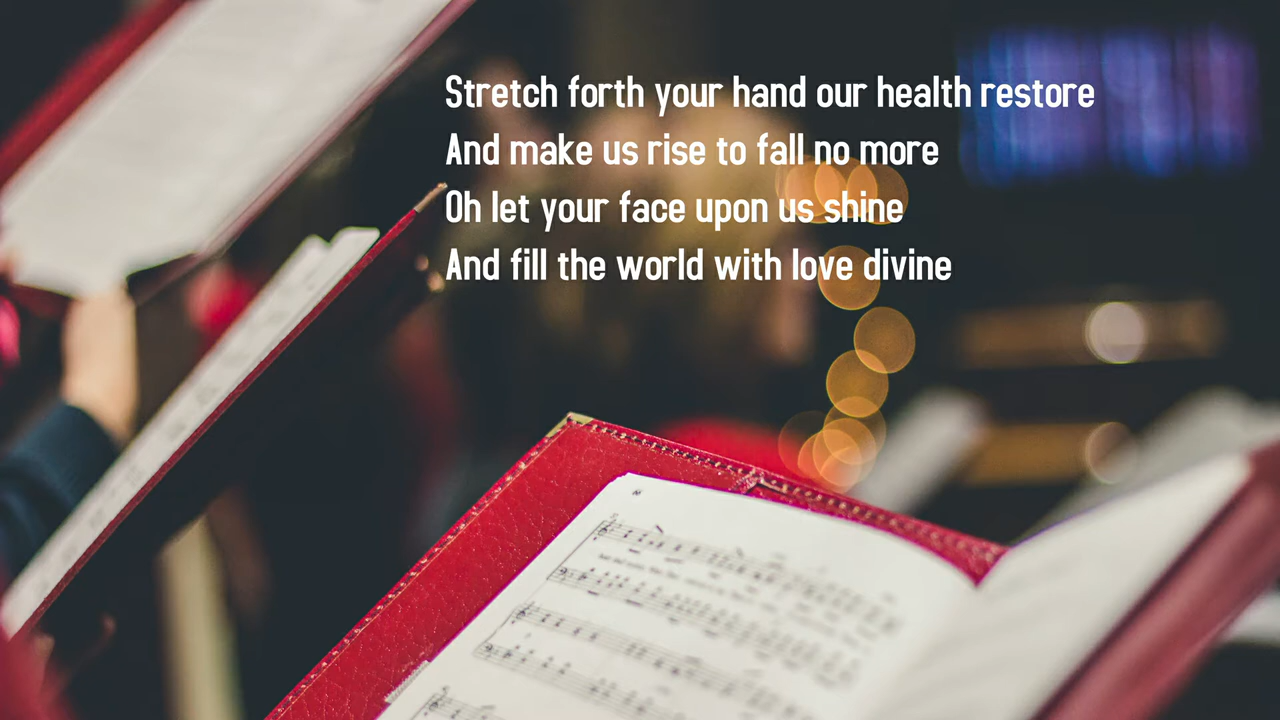 Stretch forth your hand our health restore
And make us rise to fall no more
Oh let your face upon us shine
And fill the world with love divine